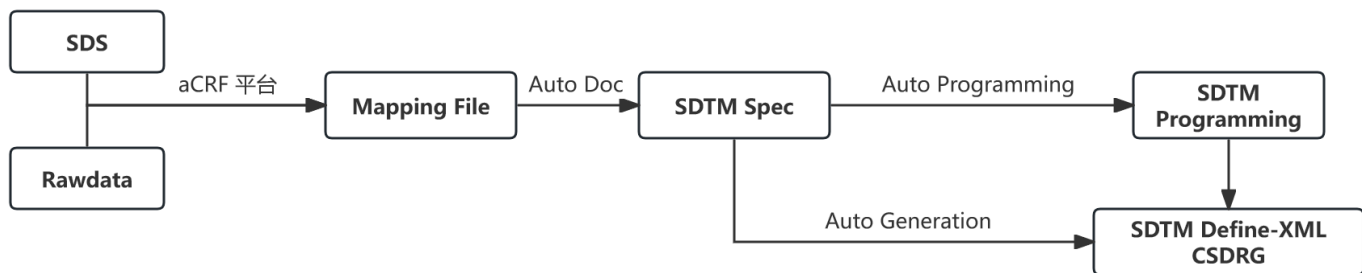 SDS
aCRF 平台
Rawdata
Mapping File
Auto Doc
SDTM Spec
Auto Programming
SDTM
Programming
Auto Generation
SDTM Define-XML
CSDRG